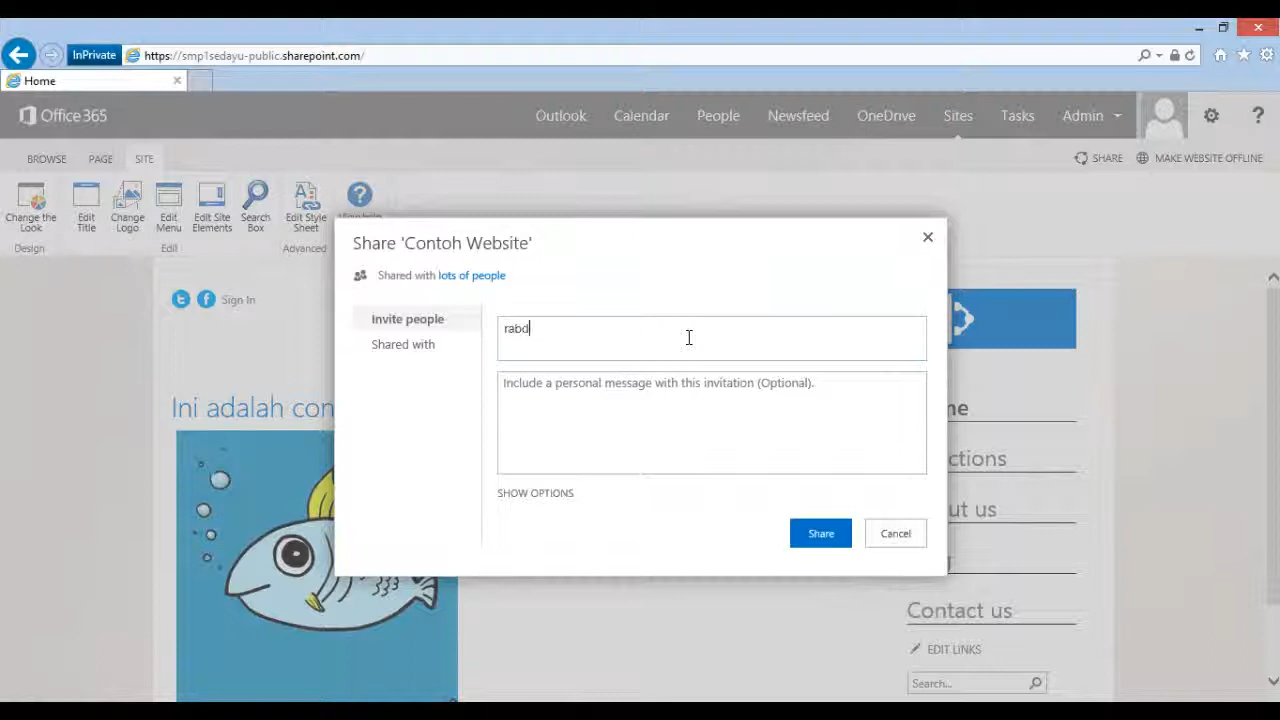 InPrivate
https://smp1sedayu-public.sharepoint.com/
Home
Office 365
Outlook Calendar People Newsfeed OneDrive Sites Tasks Admin ?
BROWSE PAGE SITE
SHARE MAKE WEBSITE OFFLINE
Change the Look
Edit Title
Change Logo
Edit Menu
Edit Site Elements
Search Box
Edit Style Sheet
Design Edit Advanced
Share 'Contoh Website'
Shared with lots of people
Invite people
Shared with
rabd
Include a personal message with this invitation (Optional).
SHOW OPTIONS
Share Cancel
Sign In
Ini adalah con
me
ctions
ut us
Contact us
EDIT LINKS
Search...